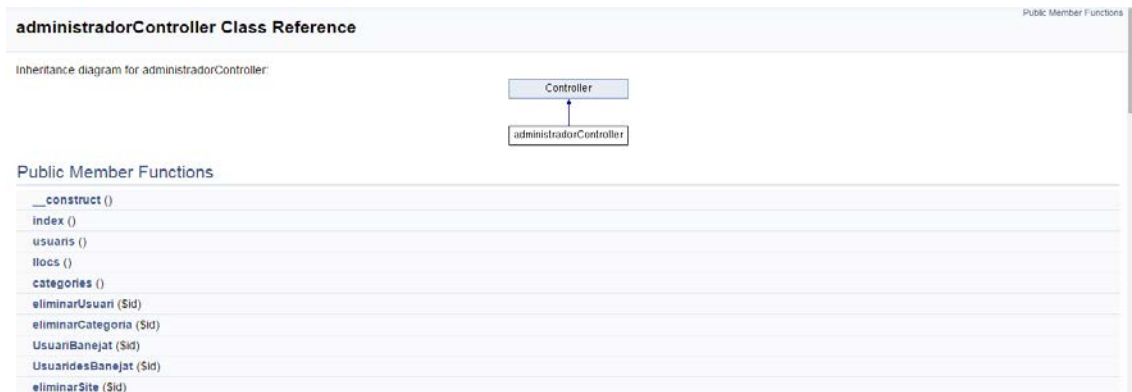 Public Member Functions
administradorController Class Reference
Inheritance diagram for administradorController:
Controller
administradorController
Public Member Functions
__construct ()
index ()
usuaris ()
llocs ()
categories ()
eliminarUsuari ($id)
eliminarCategoria ($id)
UsuariBanejat ($id)
UsuaridesBanejat ($id)
eliminarSite ($id)